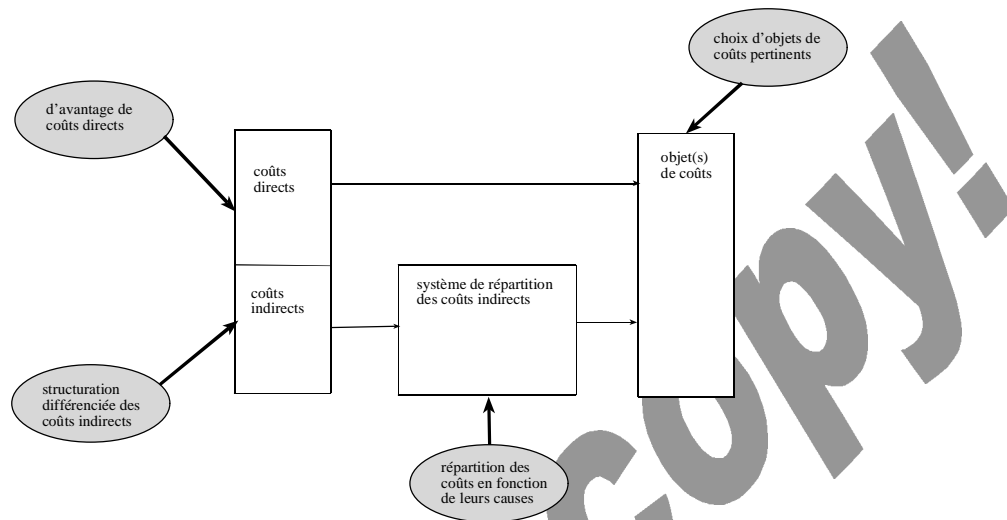 choix d'objets de
coûts pertinents
d'avantage de
coûts directs
coûts
directs
objet(s)
de coûts
coûts
indirects
système de répartition
des coûts indirects
structuration
différenciée des
coûts indirects
répartition des
coûts en fonction
de leurs causes
copy!